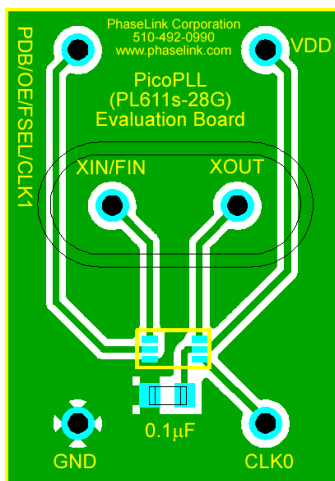 PhaseLink Corporation
510-492-0990
www.phaselink.com
PDB/OE/FSEL/CLK1
VDD
PicoPLL
(PL611s-28G)
Evaluation Board
XIN/FIN
XOUT
0.1µF
GND
CLK0